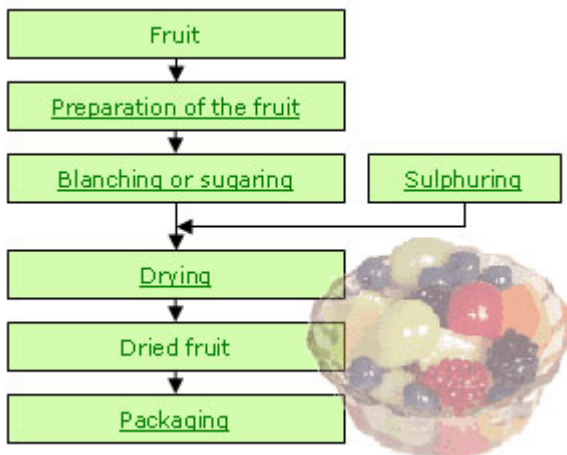 Fruit
Preparation of the fruit
Blanching or sugaring
Sulphuring
Drying
Dried fruit
Packaging